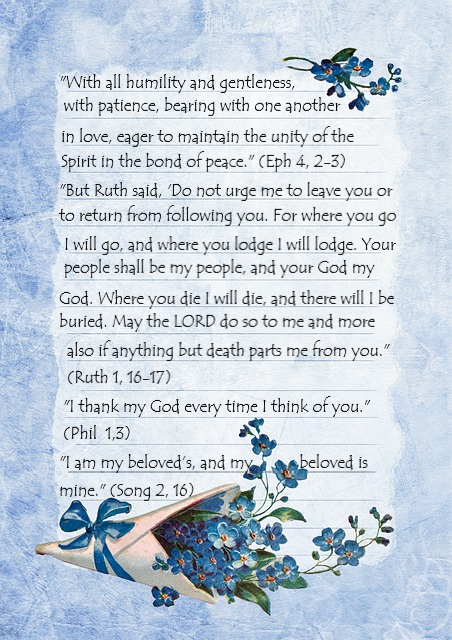 "With all humility and gentleness,
with patience, bearing with one another
in love, eager to maintain the unity of the
Spirit in the bond of peace." (Eph 4, 2-3)
"But Ruth said, 'Do not urge me to leave you or
to return from following you. For where you go
I will go, and where you lodge I will lodge. Your
people shall be my people, and your God my
God. Where you die I will die, and there will I be
buried. May the LORD do so to me and more
also if anything but death parts me from you."
(Ruth 1, 16-17)
"I thank my God every time I think of you."
(Phil 1,3)
"I am my beloved's, and my beloved is
mine." (Song 2, 16)